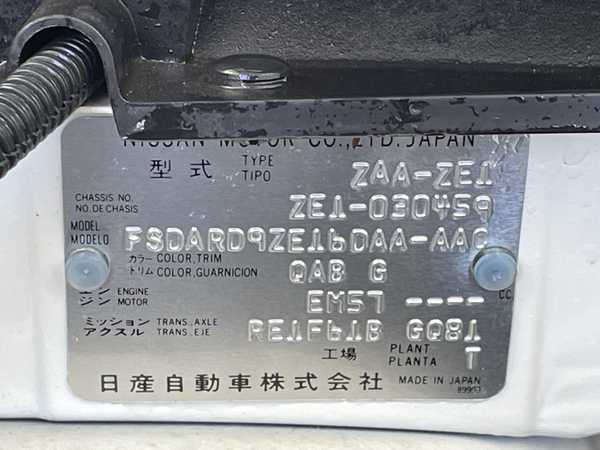 NISSAN MOTOR CO.,LTD.JAPAN
型式 TYPE TIPO ZAA-ZE1
CHASSIS NO. NO.DE CHASIS ZE1-030459
MODEL MODELO FSDARD9ZE16DAA-AAC
カラー COLOR,TRIM トリム COLOR,GUARNICION QAB G
エンジン ENGINE MOTOR EM57 ---- CC
ミッション TRANS.,AXLE アクスル TRANS.,EJE RE1F61B GQ81
工場 PLANT PLANTA T
日産自動車株式会社 MADE IN JAPAN